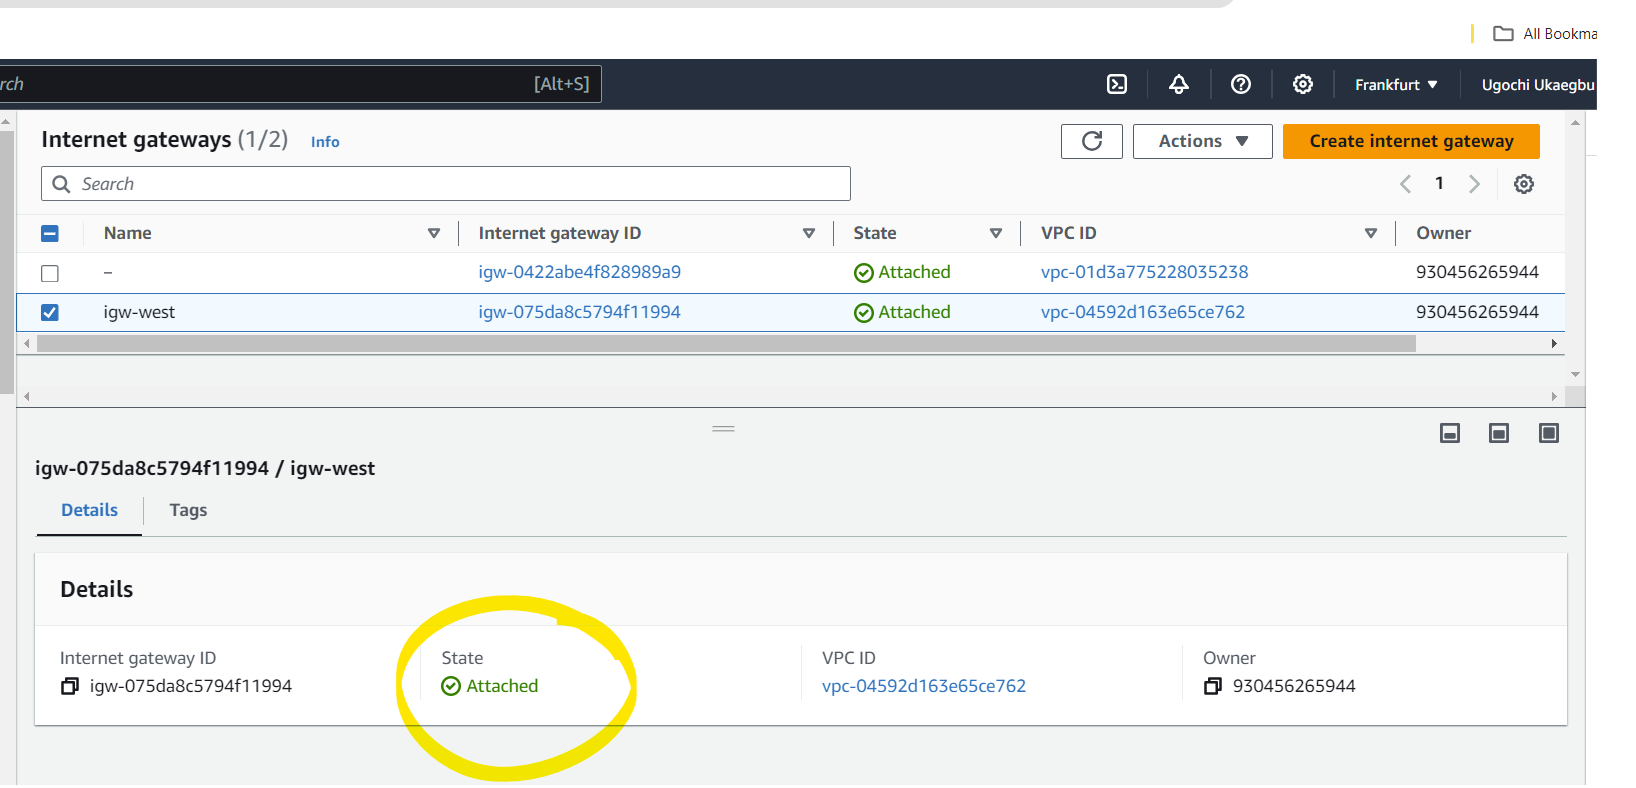 All Bookma
rch [Alt+S] Frankfurt Ugochi Ukaegbu
Internet gateways (1/2) Info Actions Create internet gateway
Search 1
Name Internet gateway ID State VPC ID Owner
– igw-0422abe4f828989a9 Attached vpc-01d3a775228035238 930456265944
igw-west igw-075da8c5794f11994 Attached vpc-04592d163e65ce762 930456265944
igw-075da8c5794f11994 / igw-west
Details Tags
Details
Internet gateway ID State VPC ID Owner
igw-075da8c5794f11994 Attached vpc-04592d163e65ce762 930456265944